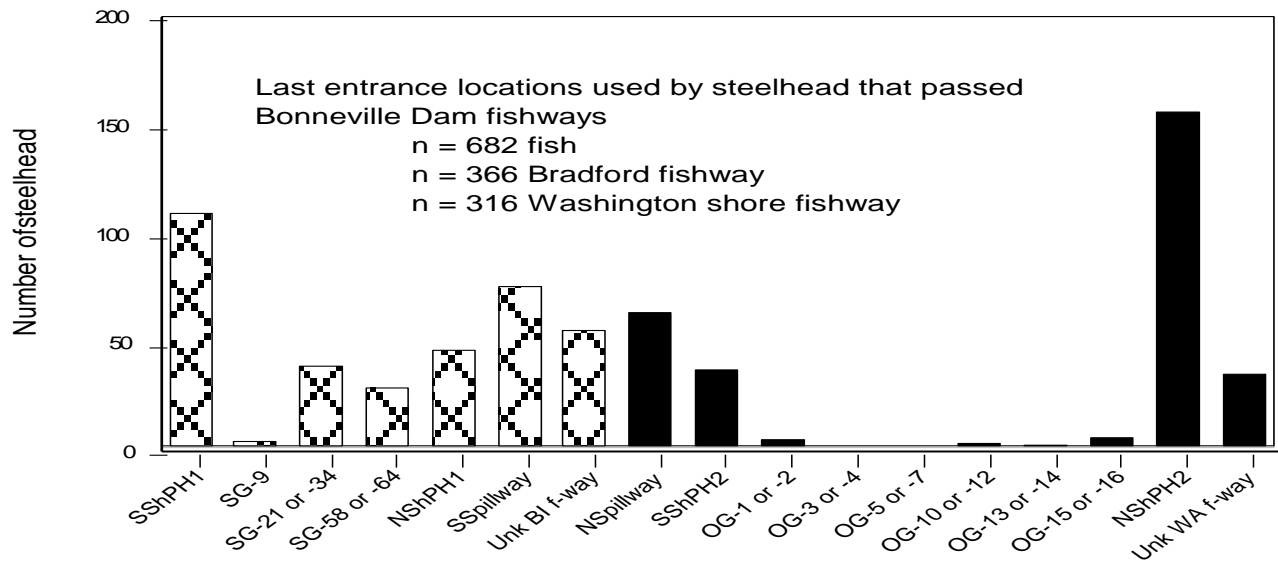 200
Last entrance locations used by steelhead that passed
Bonneville Dam fishways
n = 682 fish
n = 366 Bradford fishway
n = 316 Washington shore fishway
150
100
50
0
Number ofsteelhead
SShPH1
SG-9
SG-21 or -34
SG-58 or -64
NShPH1
SSpillway
Unk BI f-way
NSpillway
SShPH2
OG-1 or -2
OG-3 or -4
OG-5 or -7
OG-10 or -12
OG-13 or -14
OG-15 or -16
NShPH2
Unk WA f-way